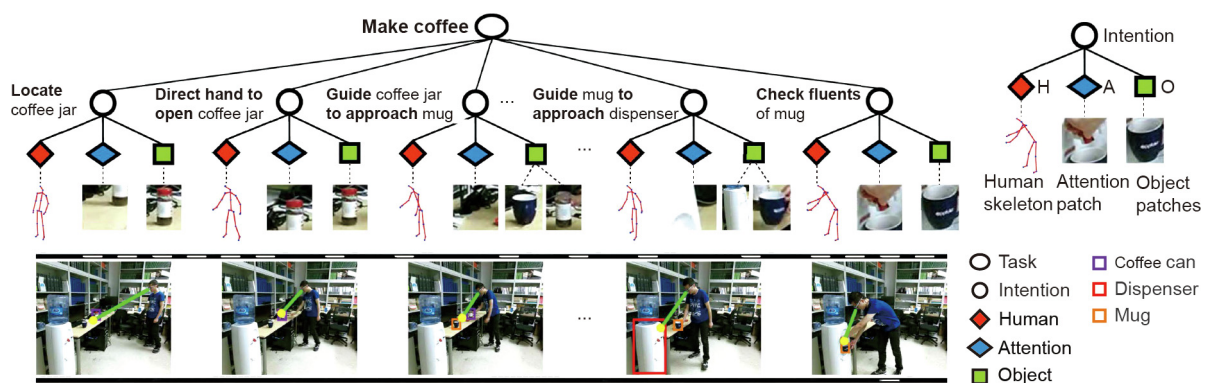 Make coffee
Locate
coffee jar
Direct hand to
open coffee jar
Guide coffee jar
to approach mug
...
Guide mug to
approach dispenser
Check fluents
of mug
...
...
Intention
H
A
O
Human
skeleton
Attention
patch
Object
patches
Task
Intention
Human
Attention
Object
Coffee can
Dispenser
Mug